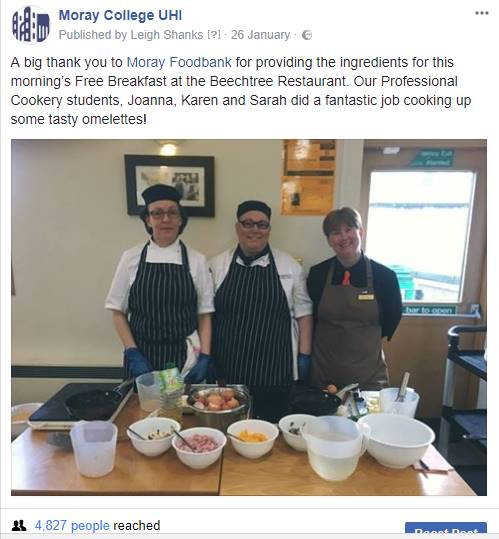 Moray College UHI
Published by Leigh Shanks [?] · 26 January ·
A big thank you to Moray Foodbank for providing the ingredients for this
morning's Free Breakfast at the Beechtree Restaurant. Our Professional
Cookery students, Joanna, Karen and Sarah did a fantastic job cooking up
some tasty omelettes!
bar to open
4,827 people reached
Boost Post